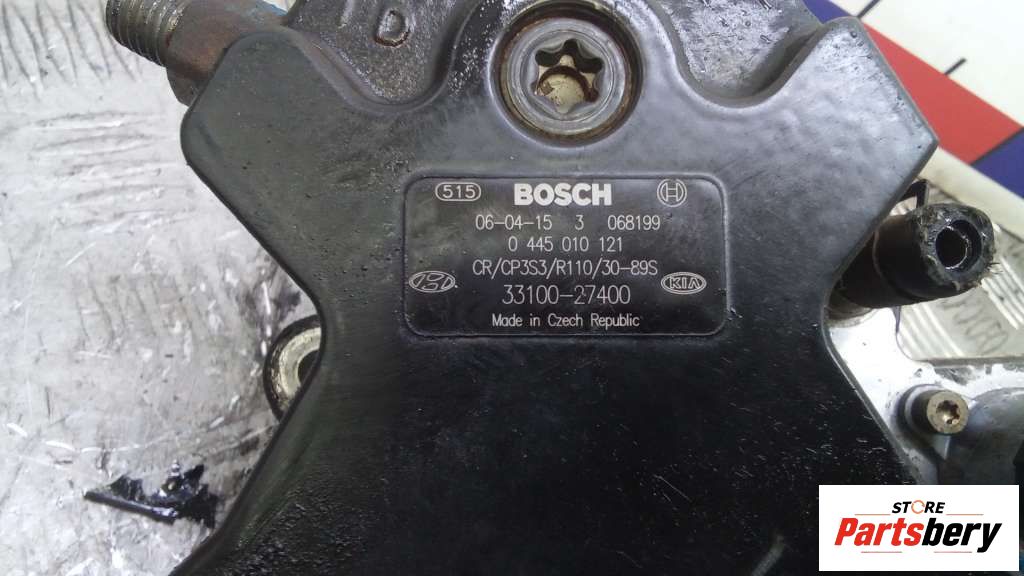 D
515 BOSCH
06-04-15 3 068199
0 445 010 121
CR/CP3S3/R110/30-89S
KIA
33100-27400
Made in Czech Republic
STORE
Partsbery